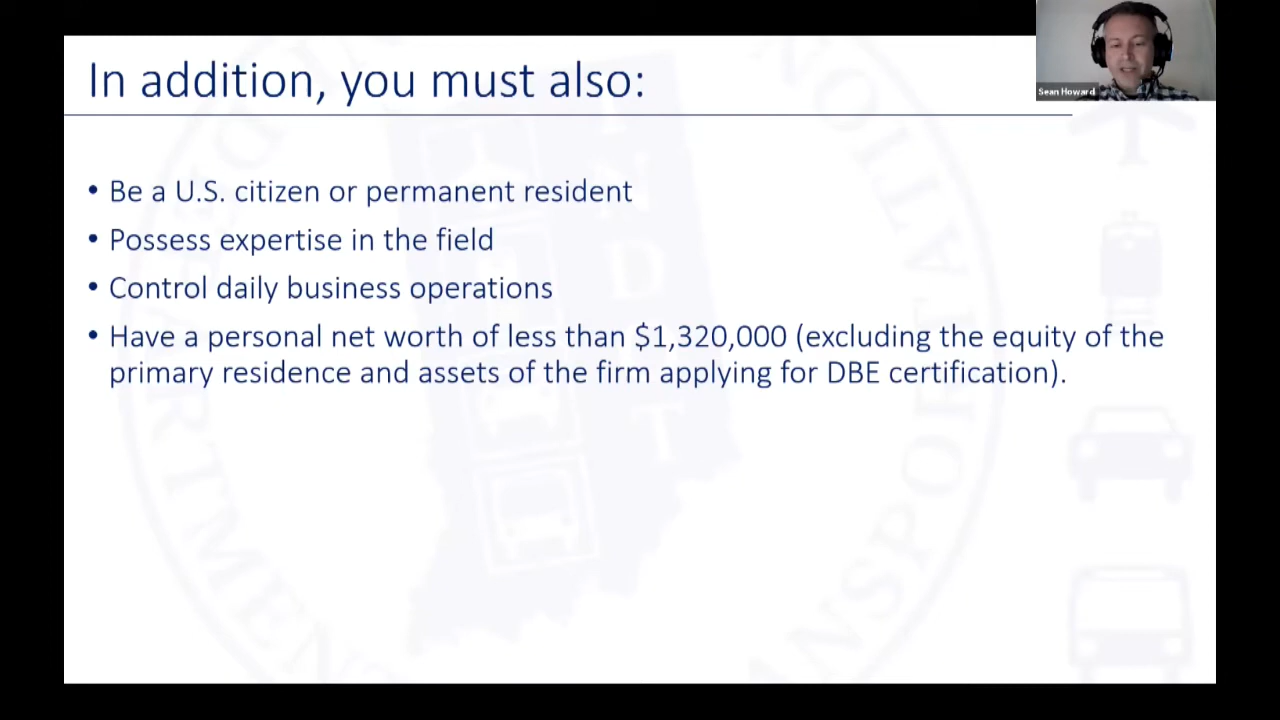 In addition, you must also:
Sean Howard
• Be a U.S. citizen or permanent resident
• Possess expertise in the field
• Control daily business operations
• Have a personal net worth of less than $1,320,000 (excluding the equity of the
primary residence and assets of the firm applying for DBE certification).
INDOT